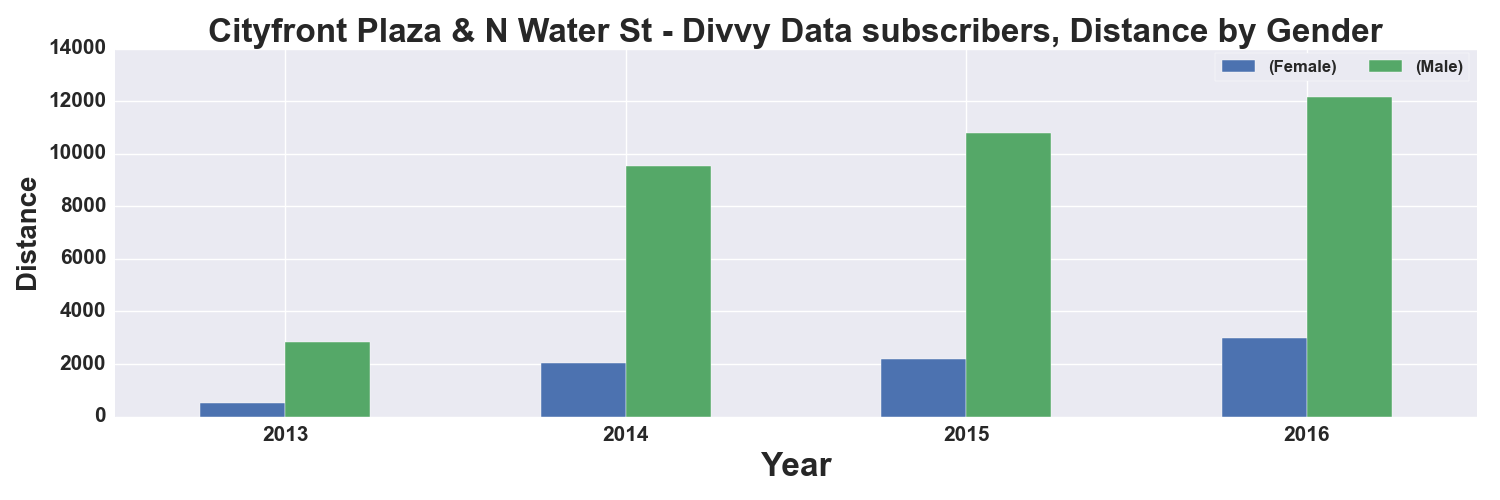 Cityfront Plaza & N Water St - Divvy Data subscribers, Distance by Gender
(Female) (Male)
Distance
14000
12000
10000
8000
6000
4000
2000
0
2013 2014 2015 2016
Year